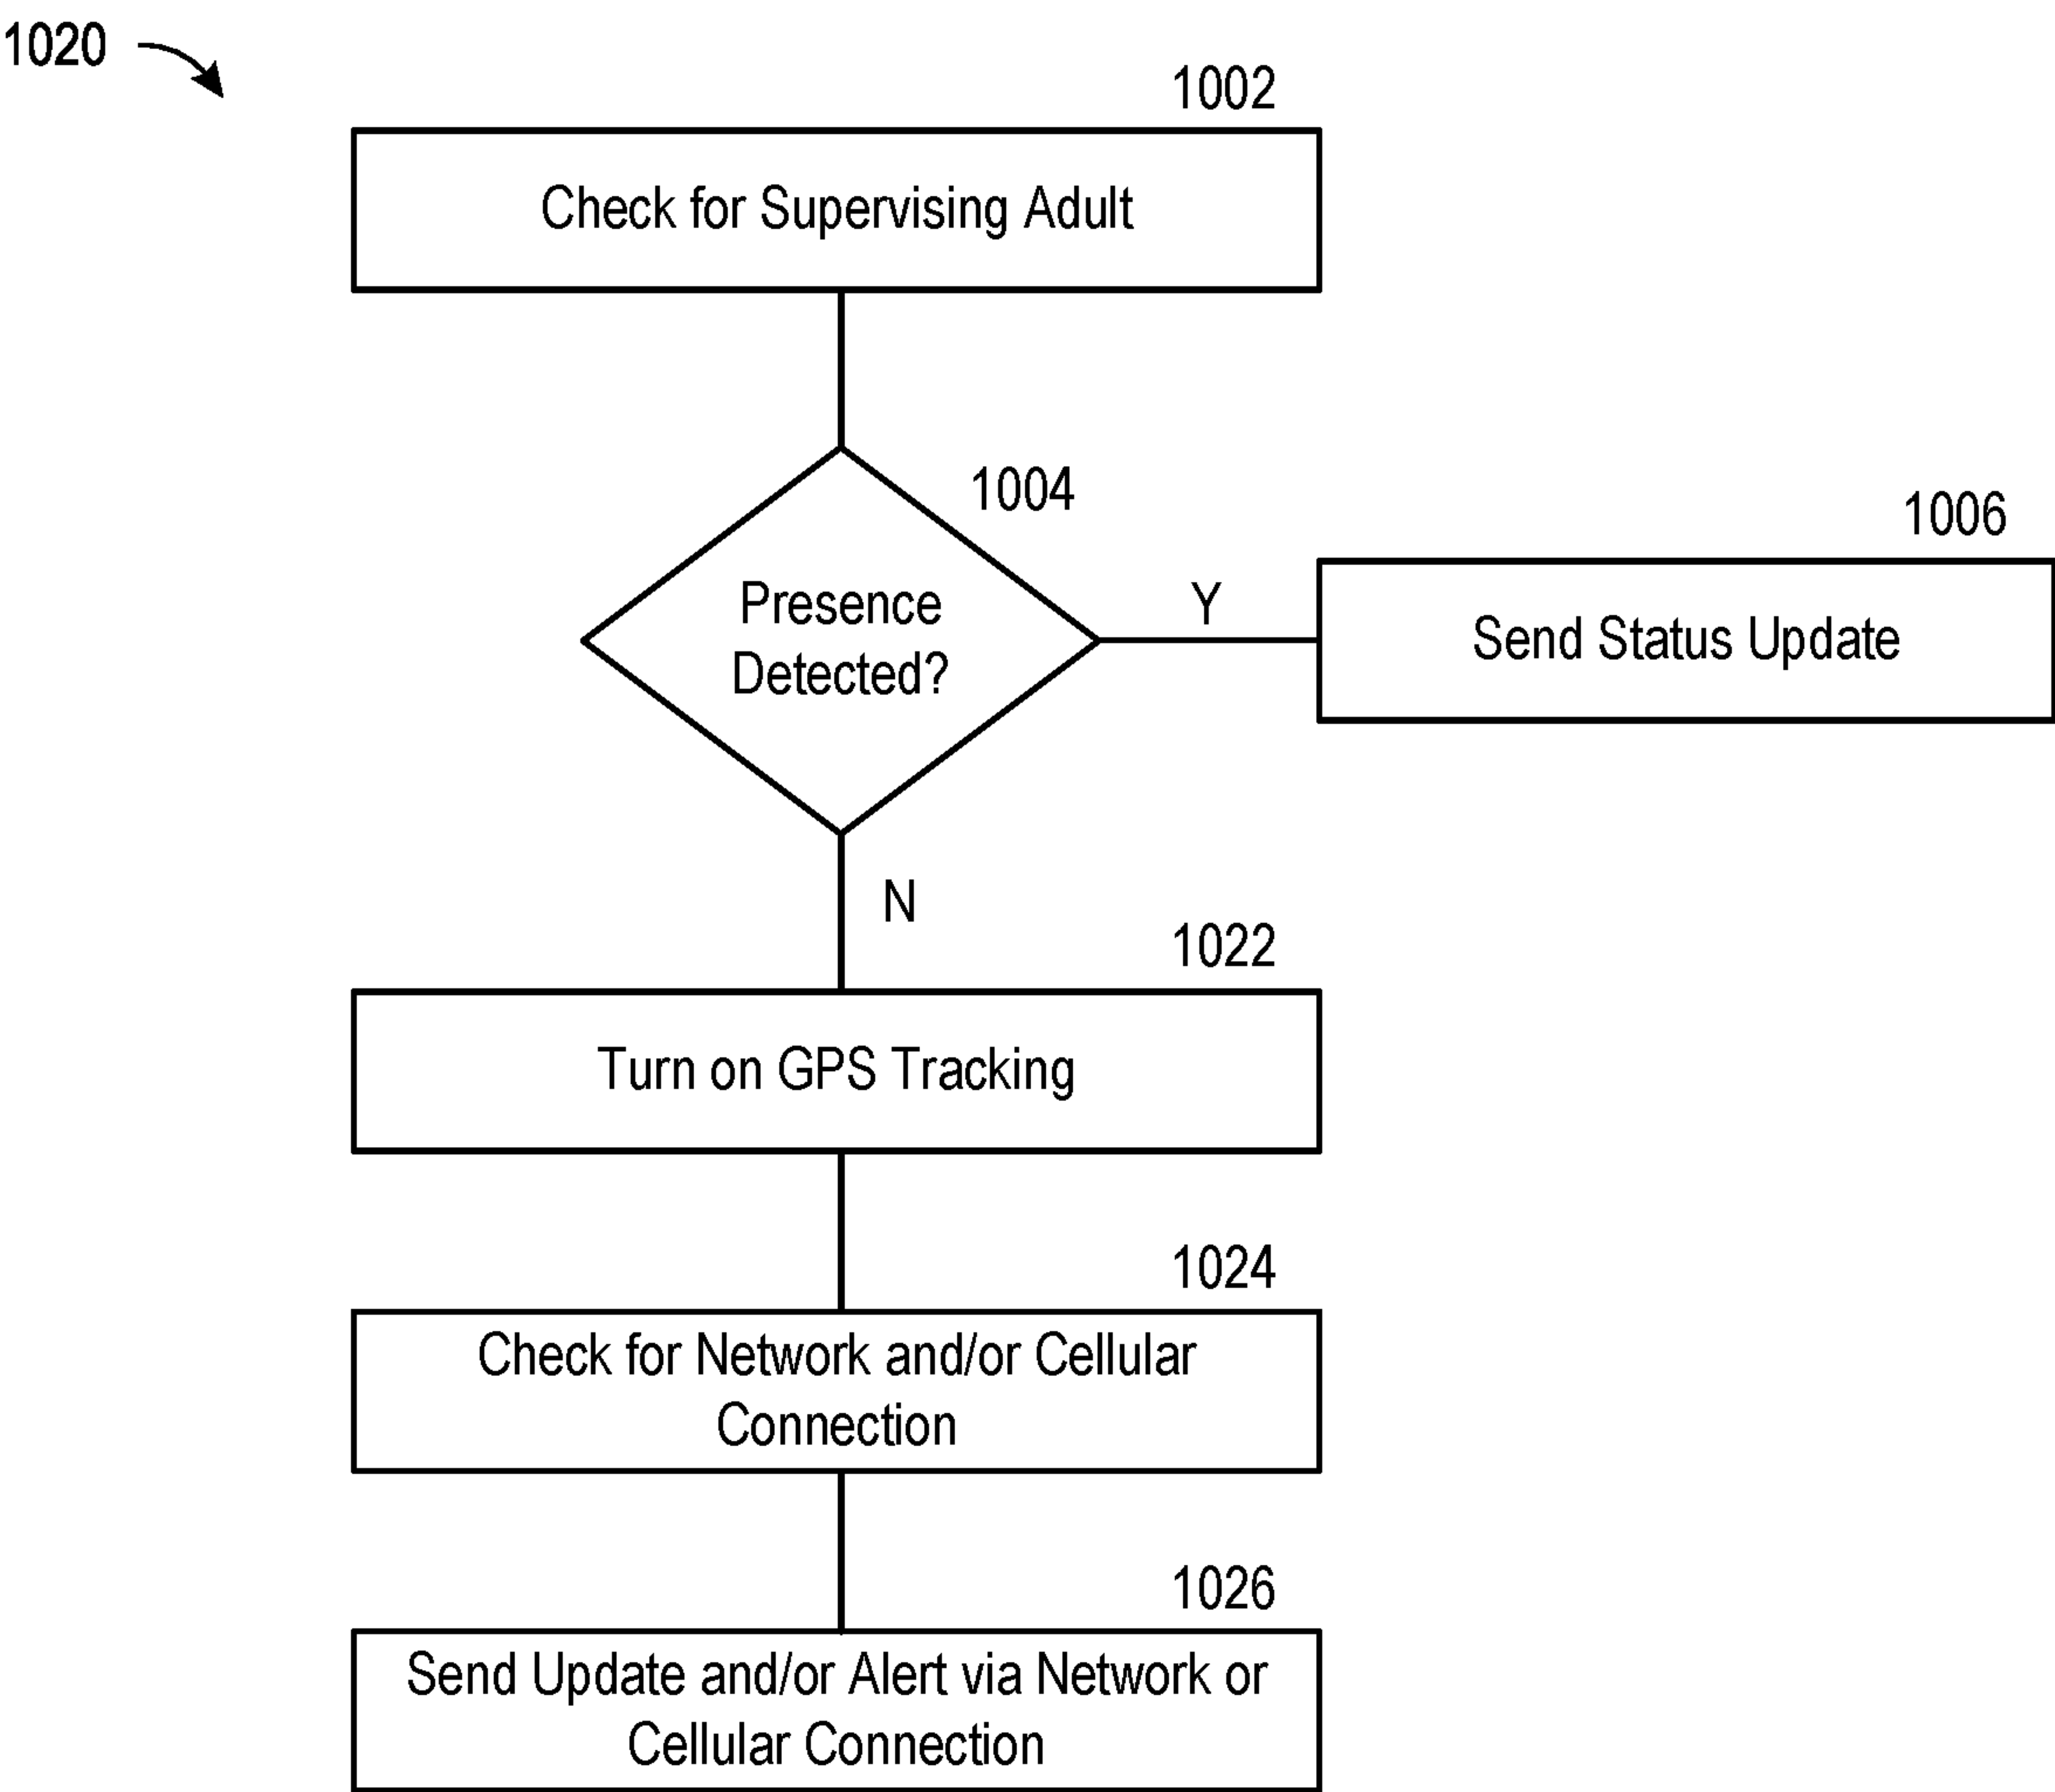 1020
1002
Check for Supervising Adult
1004
Presence
Detected?
Y
1006
Send Status Update
N
1022
Turn on GPS Tracking
1024
Check for Network and/or Cellular
Connection
1026
Send Update and/or Alert via Network or
Cellular Connection